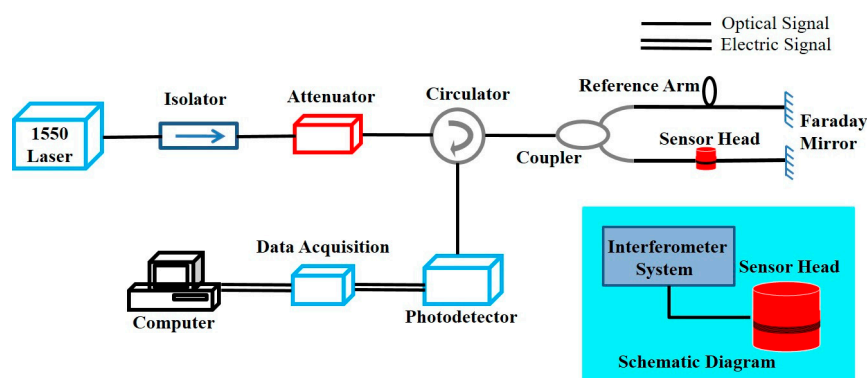 Optical Signal
Electric Signal
Isolator
Attenuator
Circulator
Reference Arm
1550
Laser
Coupler
Sensor Head
Faraday
Mirror
Data Acquisition
Computer
Photodetector
Interferometer
System
Sensor Head
Schematic Diagram